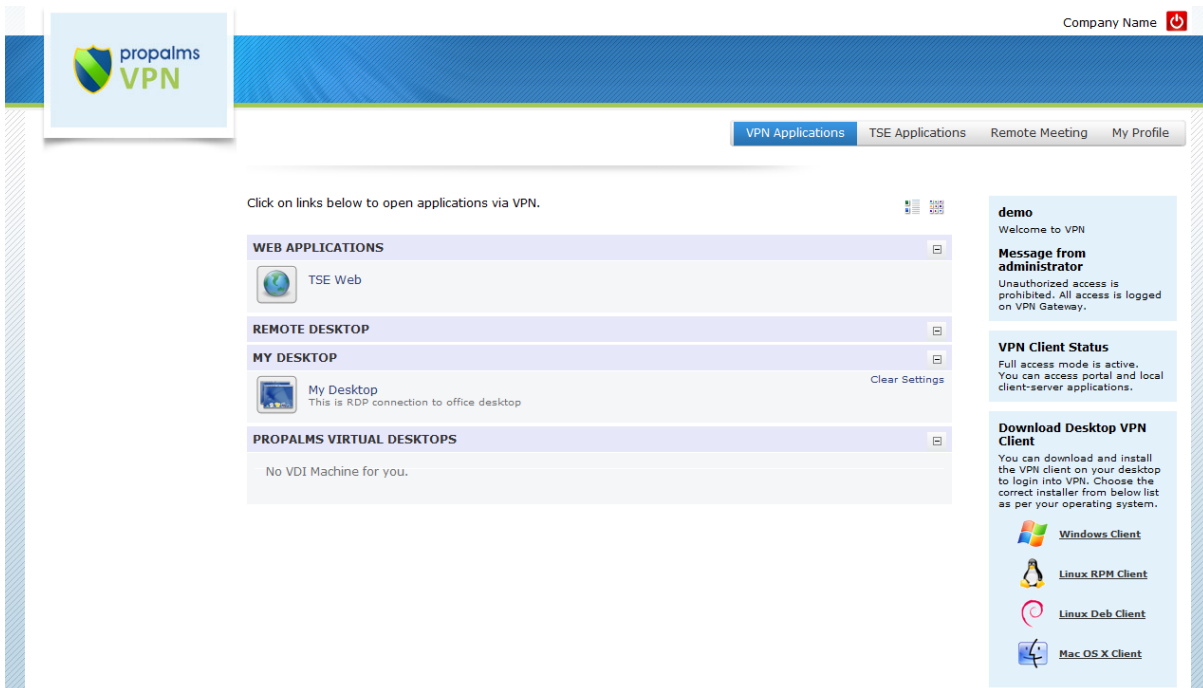 Company Name
propalms
VPN
VPN Applications TSE Applications Remote Meeting My Profile
Click on links below to open applications via VPN.
WEB APPLICATIONS
TSE Web
REMOTE DESKTOP
MY DESKTOP
Clear Settings
My Desktop
This is RDP connection to office desktop
PROPALMS VIRTUAL DESKTOPS
No VDI Machine for you.
demo
Welcome to VPN
Message from
administrator
Unauthorized access is
prohibited. All access is logged
on VPN Gateway.
VPN Client Status
Full access mode is active.
You can access portal and local
client-server applications.
Download Desktop VPN
Client
You can download and install
the VPN client on your desktop
to login into VPN. Choose the
correct installer from below list
as per your operating system.
Windows Client
Linux RPM Client
Linux Deb Client
Mac OS X Client